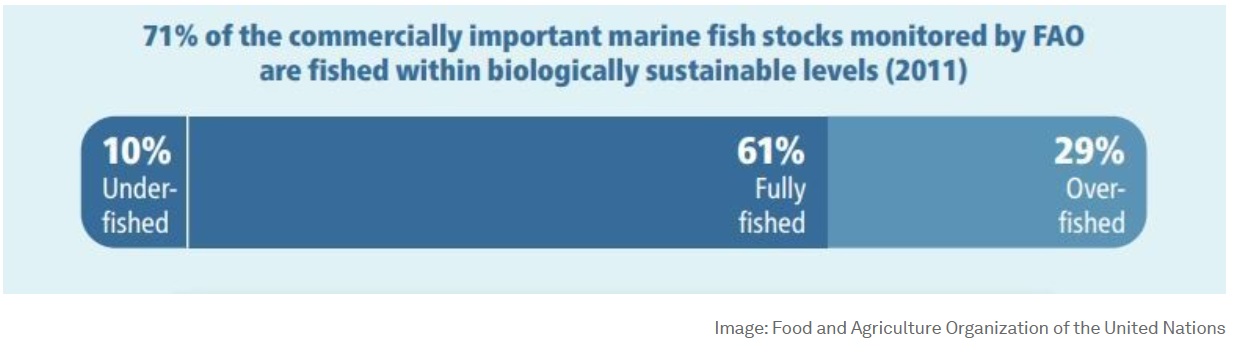 71% of the commercially important marine fish stocks monitored by FAO
are fished within biologically sustainable levels (2011)
10%
Under-
fished
61%
Fully
fished
29%
Over-
fished
Image: Food and Agriculture Organization of the United Nations